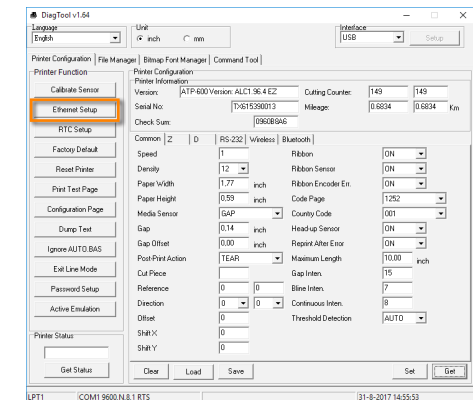 DiagTool v1.64
Language
English
Unit
inch
mm
Interface
USB
Setup
Printer Configuration
File Manager
Bitmap Font Manager
Command Tool
Printer Function
Calibrate Sensor
Ethernet Setup
RTC Setup
Factory Default
Reset Printer
Print Test Page
Configuration Page
Dump Text
Ignore AUTO.BAS
Exit Line Mode
Password Setup
Active Emulation
Printer Status
Get Status
Printer Configuration
Printer Information
Version: ATP-600 Version: ALC1.96.4 EZ Cutting Counter: 149 149
Serial No: TX615390013 Mileage: 0.6834 0.6834 Km
Check Sum: 0960B8A6
Common Z D RS-232 Wireless Bluetooth
Speed 1 Ribbon ON
Density 12 Ribbon Sensor ON
Paper Width 1.77 inch Ribbon Encoder Err. ON
Paper Height 0.59 inch Code Page 1252
Media Sensor GAP Country Code 001
Gap 0.14 inch Head-up Sensor ON
Gap Offset 0.00 inch Reprint After Error ON
Post-Print Action TEAR Maximum Length 10.00 inch
Cut Piece Gap Inten. 15
Reference 0 0 Bline Inten. 7
Direction 0 0 Continuous Inten. 8
Offset 0 Threshold Detection AUTO
Shift X 0
Shift Y 0
Clear Load Save Set Get
LPT1 COM1 9600,N,8,1 RTS 31-8-2017 14:55:53